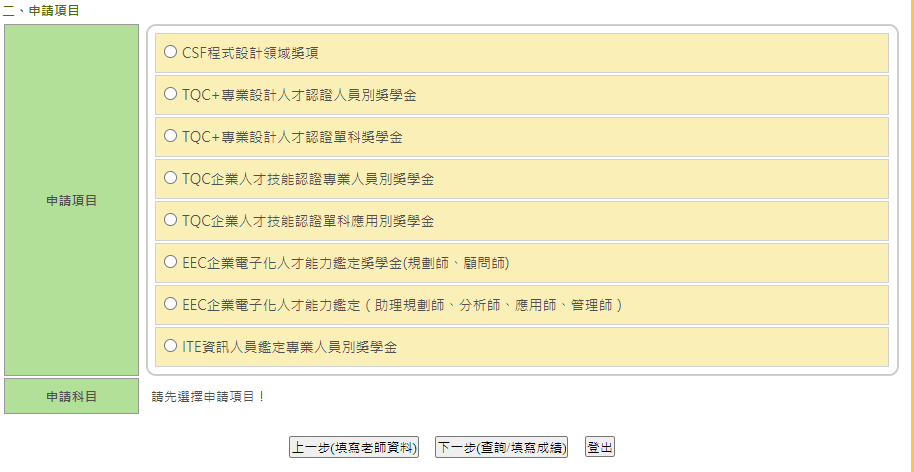 二、申請項目
申請項目
CSF程式設計領域獎項
TQC+專業設計人才認證人員別獎學金
TQC+專業設計人才認證單科獎學金
TQC企業人才技能認證專業人員別獎學金
TQC企業人才技能認證單科應用別獎學金
EEC企業電子化人才能力鑑定獎學金(規劃師、顧問師)
EEC企業電子化人才能力鑑定（助理規劃師、分析師、應用師、管理師）
ITE資訊人員鑑定專業人員別獎學金
申請科目
請先選擇申請項目！
上一步(填寫老師資料) 下一步(查詢/填寫成績) 登出